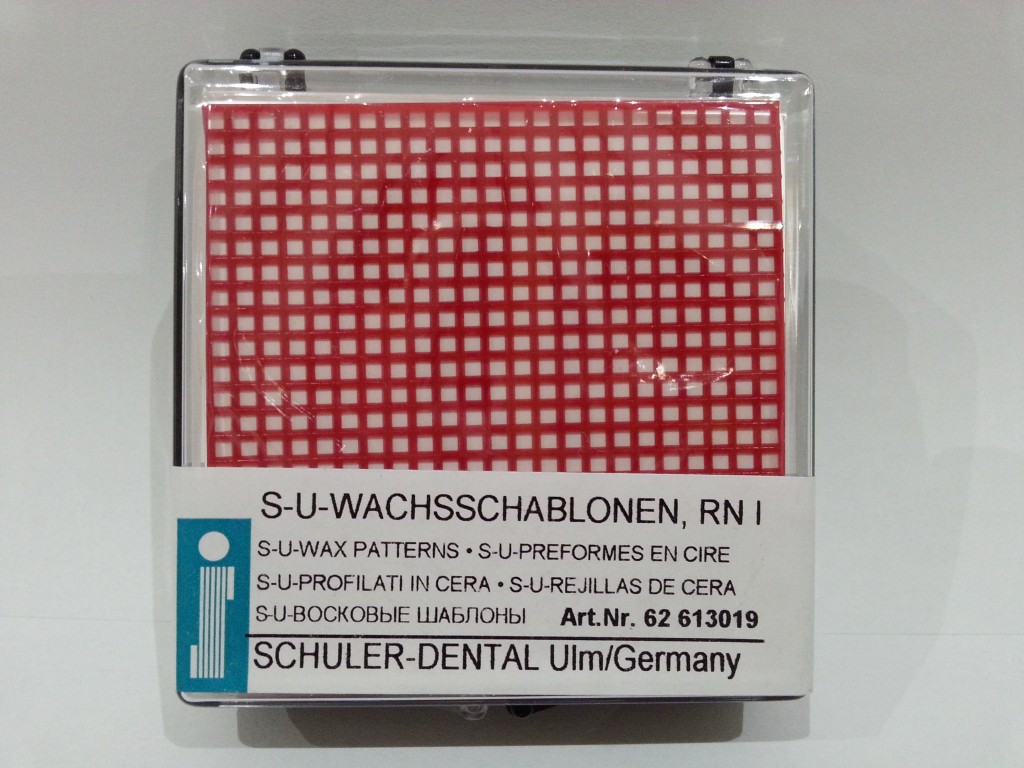 S-U-WACHSSCHABLONEN, RN I
S-U-WAX PATTERNS • S-U-PREFORMES EN CIRE
S-U-PROFILATI IN CERA • S-U-REJILLAS DE CERA
S-U-ВОСКОВЫЕ ШАБЛОНЫ Art.Nr. 62 613019
SCHULER-DENTAL Ulm/Germany